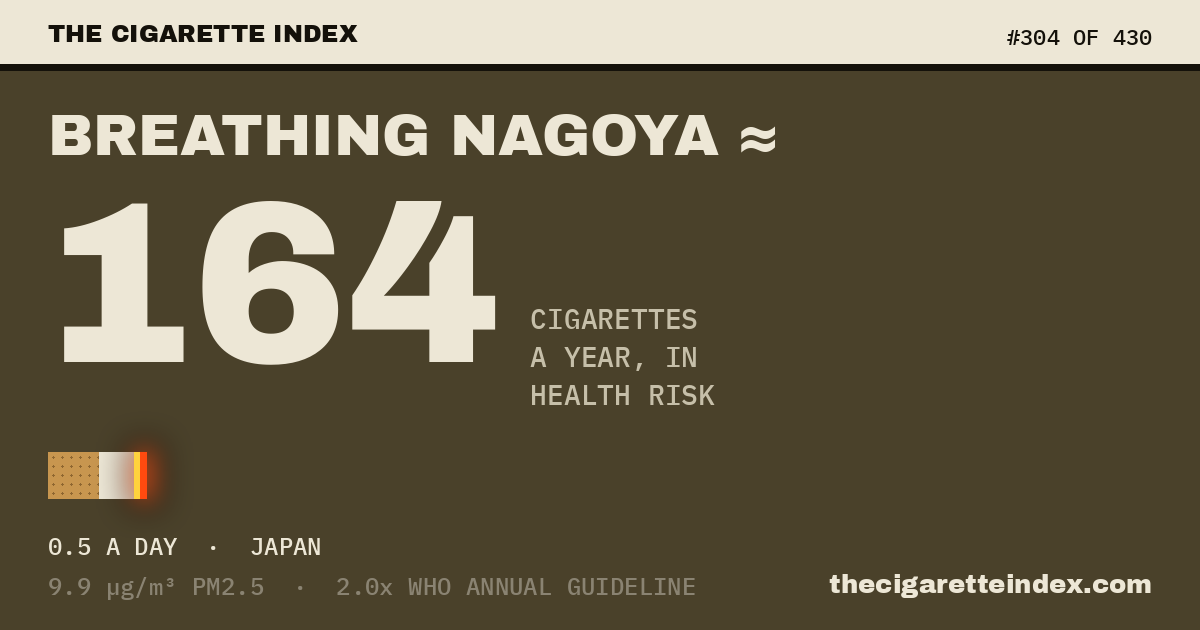 THE CIGARETTE INDEX
#304 OF 430
BREATHING NAGOYA ≈
164
CIGARETTES
A YEAR, IN
HEALTH RISK
0.5 A DAY · JAPAN
9.9 µg/m³ PM2.5 · 2.0x WHO ANNUAL GUIDELINE
thecigaretteindex.com